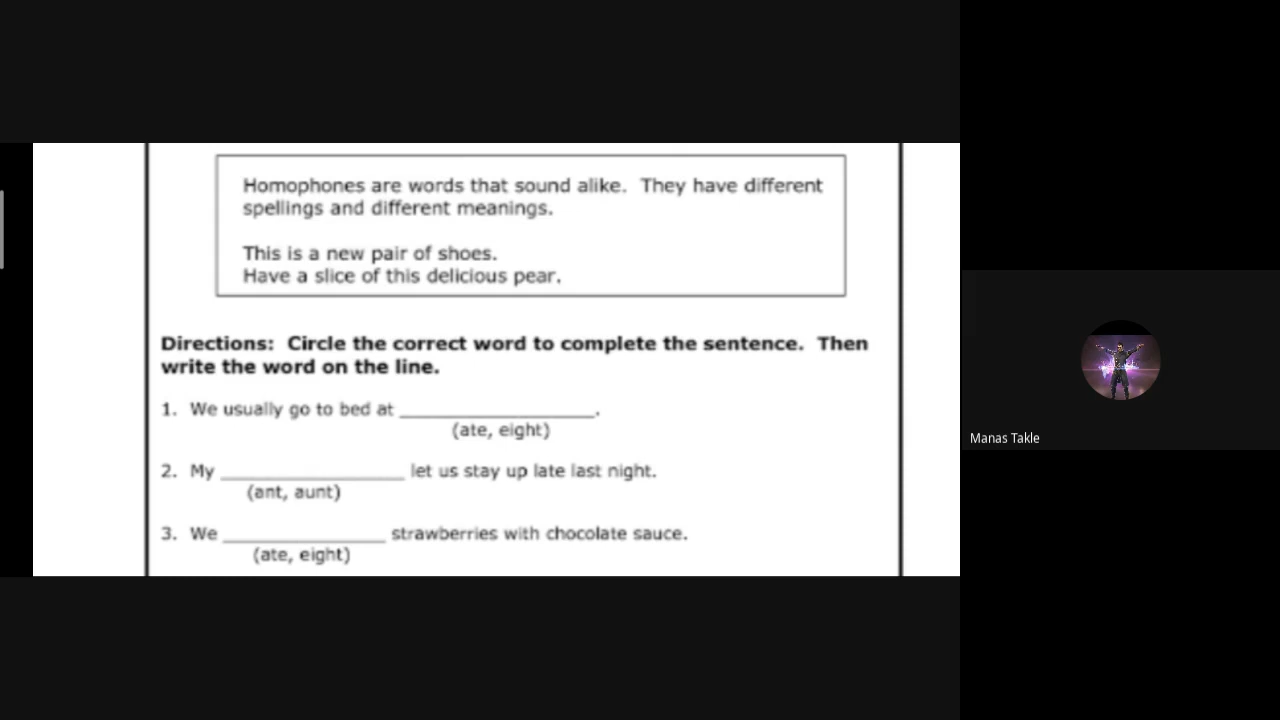 Homophones are words that sound alike. They have different
spellings and different meanings.
This is a new pair of shoes.
Have a slice of this delicious pear.
Directions: Circle the correct word to complete the sentence. Then
write the word on the line.
1. We usually go to bed at ____________________.
(ate, eight)
2. My ___________________ let us stay up late last night.
(ant, aunt)
3. We _________________ strawberries with chocolate sauce.
(ate, eight)
Manas Takle